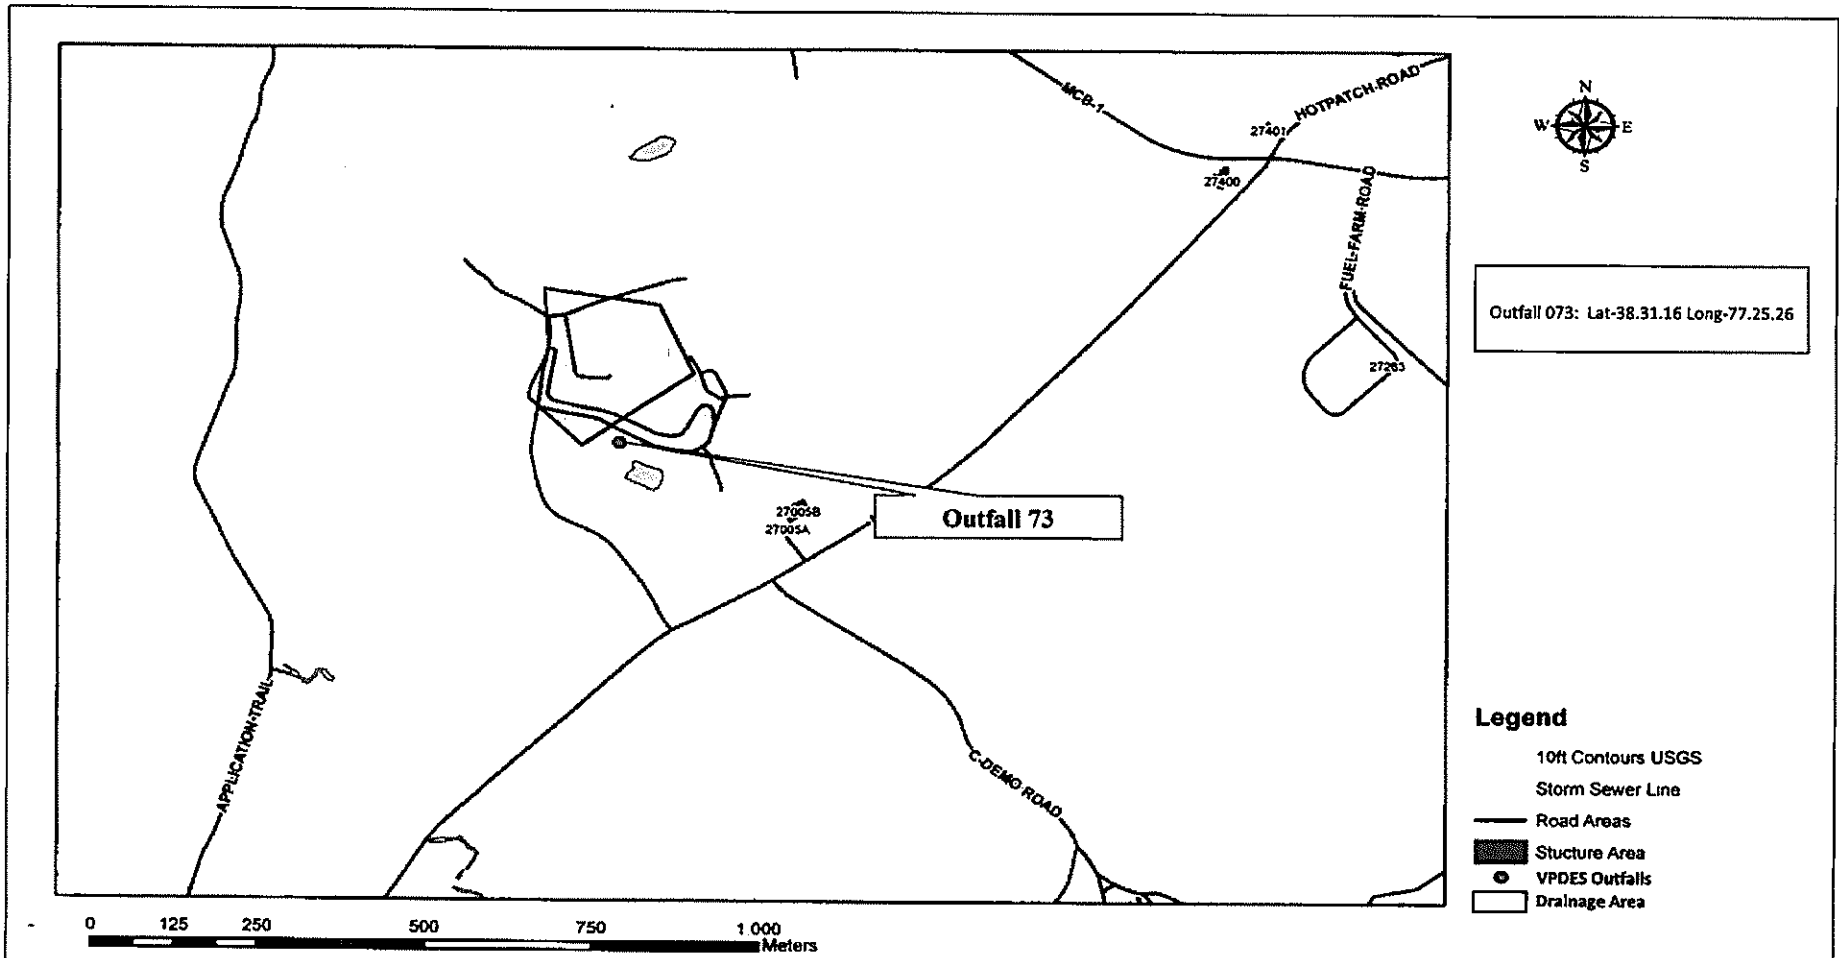 MCB-1
HOTPATCH-ROAD
27401
27400
FUEL-FARM-ROAD
27263
N
W
E
S
Outfall 073: Lat-38.31.16 Long-77.25.26
27005B
27005A
Outfall 73
APPLICATION-TRAIL
C-DEMO ROAD
Legend
10ft Contours USGS
Storm Sewer Line
Road Areas
Stucture Area
VPDES Outfalls
Drainage Area
0 125 250 500 750 1.000
Meters